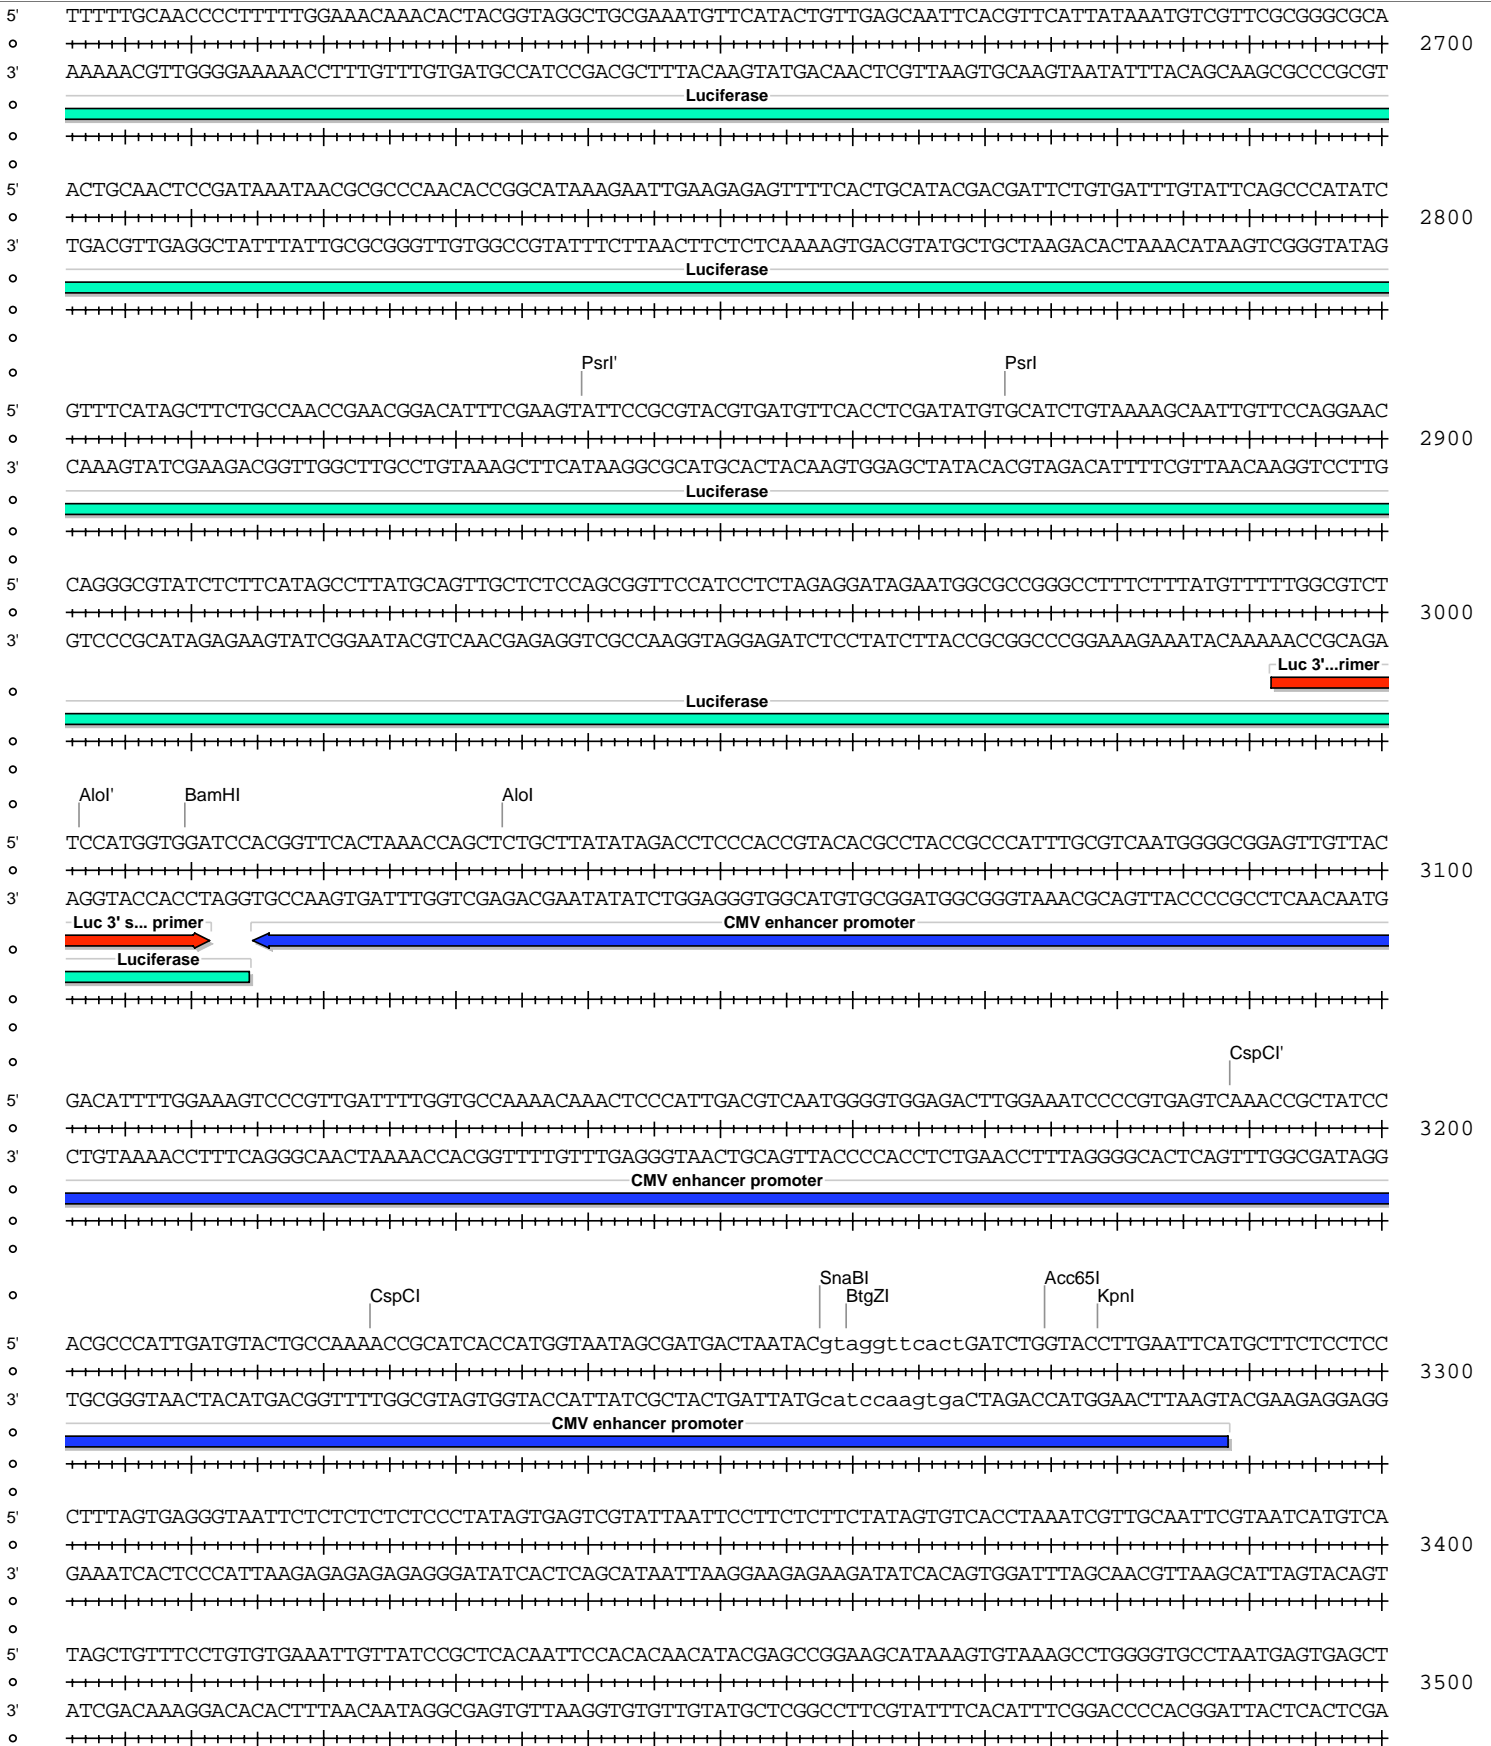 5' TTTTTGCAACCCCTTTTTGGAAACAAACACTACGGTAGGCTGCGAAATGTTCATACTGTTGAGCAATTCACGTTCATTATAAATGTCGTTCGCGGGCGCA
2700
3' AAAAACGTTGGGGAAAAACCTTTGTTTGTGATGCCATCCGACGCTTTACAAGTATGACAACTCGTTAAGTGCAAGTAATATTTACAGCAAGCGCCCGCGT
Luciferase
5' ACTGCAACTCCGATAAATAACGCGCCCAACACCGGCATAAAGAATTGAAGAGAGTTTTCACTGCATACGACGATTCTGTGATTTGTATTCAGCCCATATC
2800
3' TGACGTTGAGGCTATTTATTGCGCGGGTTGTGGCCGTATTTCTTAACTTCTCTCAAAAGTGACGTATGCTGCTAAGACACTAAACATAAGTCGGGTATAG
Luciferase
PsrI' PsrI
5' GTTTCATAGCTTCTGCCAACCGAACGGACATTTCGAAGTATTCCGCGTACGTGATGTTCACCTCGATATGTGCATCTGTAAAAGCAATTGTTCCAGGAAC
2900
3' CAAAGTATCGAAGACGGTTGGCTTGCCTGTAAAGCTTCATAAGGCGCATGCACTACAAGTGGAGCTATACACGTAGACATTTTCGTTAACAAGGTCCTTG
Luciferase
5' CAGGGCGTATCTCTTCATAGCCTTATGCAGTTGCTCTCCAGCGGTTCCATCCTCTAGAGGATAGAATGGCGCCGGGCCTTTCTTTATGTTTTTGGCGTCT
3000
3' GTCCCGCATAGAGAAGTATCGGAATACGTCAACGAGAGGTCGCCAAGGTAGGAGATCTCCTATCTTACCGCGGCCCGGAAAGAAATACAAAAACCGCAGA
Luc 3'...rimer
Luciferase
AloI' BamHI AloI
5' TCCATGGTGGATCCACGGTTCACTAAACCAGCTCTGCTTATATAGACCTCCCACCGTACACGCCTACCGCCCATTTGCGTCAATGGGGCGGAGTTGTTAC
3100
3' AGGTACCACCTAGGTGCCAAGTGATTTGGTCGAGACGAATATATCTGGAGGGTGGCATGTGCGGATGGCGGGTAAACGCAGTTACCCCGCCTCAACAATG
Luc 3' s... primer CMV enhancer promoter
Luciferase
CspCI'
5' GACATTTTGGAAAGTCCCGTTGATTTTGGTGCCAAAACAAACTCCCATTGACGTCAATGGGGTGGAGACTTGGAAATCCCCGTGAGTCAAACCGCTATCC
3200
3' CTGTAAAACCTTTCAGGGCAACTAAAACCACGGTTTTGTTTGAGGGTAACTGCAGTTACCCCACCTCTGAACCTTTAGGGGCACTCAGTTTGGCGATAGG
CMV enhancer promoter
SnaBI Acc65I
CspCI BtgZI KpnI
5' ACGCCCATTGATGTACTGCCAAAACCGCATCACCATGGTAATAGCGATGACTAATACgtaggttcactGATCTGGTACCTTGAATTCATGCTTCTCCTCC
3300
3' TGCGGGTAACTACATGACGGTTTTGGCGTAGTGGTACCATTATCGCTACTGATTATGcatccaagtgaCTAGACCATGGAACTTAAGTACGAAGAGGAGG
CMV enhancer promoter
5' CTTTAGTGAGGGTAATTCTCTCTCTCTCCCTATAGTGAGTCGTATTAATTCCTTCTCTTCTATAGTGTCACCTAAATCGTTGCAATTCGTAATCATGTCA
3400
3' GAAATCACTCCCATTAAGAGAGAGAGAGGGATATCACTCAGCATAATTAAGGAAGAGAAGATATCACAGTGGATTTAGCAACGTTAAGCATTAGTACAGT
5' TAGCTGTTTCCTGTGTGAAATTGTTATCCGCTCACAATTCCACACAACATACGAGCCGGAAGCATAAAGTGTAAAGCCTGGGGTGCCTAATGAGTGAGCT
3500
3' ATCGACAAAGGACACACTTTAACAATAGGCGAGTGTTAAGGTGTGTTGTATGCTCGGCCTTCGTATTTCACATTTCGGACCCCACGGATTACTCACTCGA